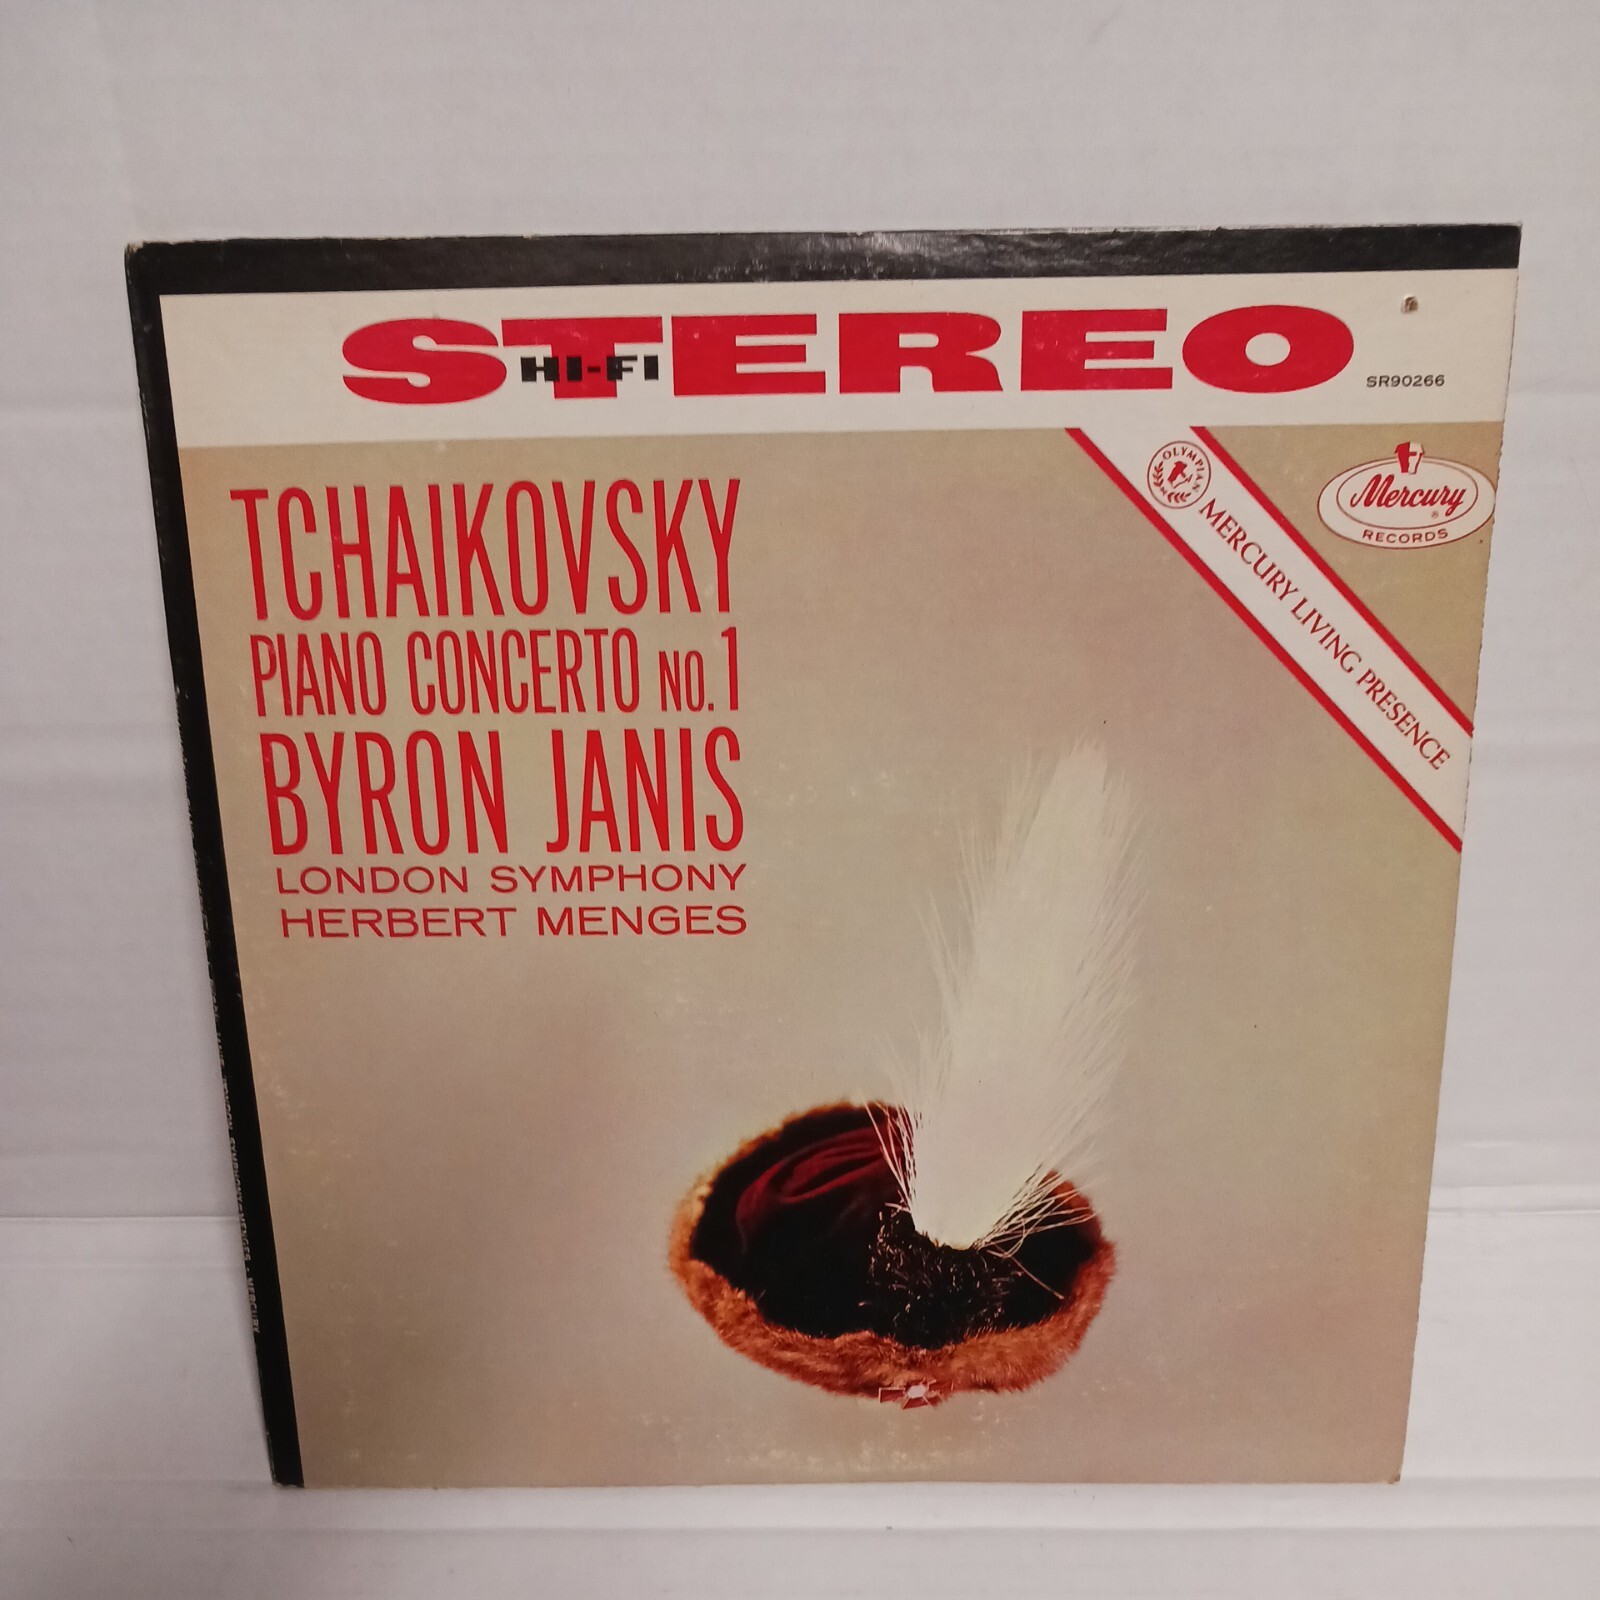 STEREO
HI-FI
SR90266
OLYMPIAN
MERCURY LIVING PRESENCE
Mercury
®
RECORDS
TCHAIKOVSKY
PIANO CONCERTO NO. 1
BYRON JANIS
LONDON SYMPHONY
HERBERT MENGES